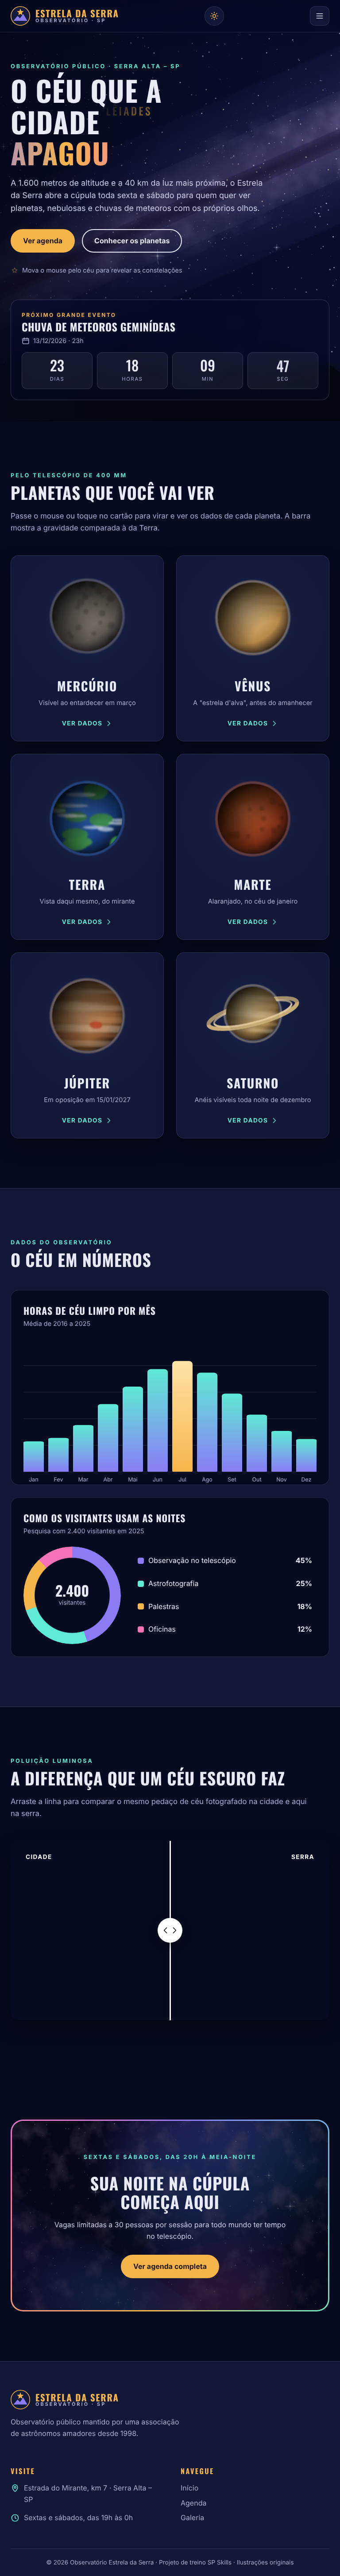 ESTRELA DA SERRA
OBSERVATÓRIO · SP
OBSERVATÓRIO PÚBLICO · SERRA ALTA – SP
O CÉU QUE A
CIDADE
APAGOU
A 1.600 metros de altitude e a 40 km da luz mais próxima, o Estrela
da Serra abre a cúpula toda sexta e sábado para quem quer ver
planetas, nebulosas e chuvas de meteoros com os próprios olhos.
Ver agenda
Conhecer os planetas
Mova o mouse pelo céu para revelar as constelações
PRÓXIMO GRANDE EVENTO
CHUVA DE METEOROS GEMINÍDEAS
13/12/2026 · 23h
23
DIAS
18
HORAS
09
MIN
47
SEG
PELO TELESCÓPIO DE 400 MM
PLANETAS QUE VOCÊ VAI VER
Passe o mouse ou toque no cartão para virar e ver os dados de cada planeta. A barra
mostra a gravidade comparada à da Terra.
MERCÚRIO
Visível ao entardecer em março
VER DADOS
VÊNUS
A "estrela d'alva", antes do amanhecer
VER DADOS
TERRA
Vista daqui mesmo, do mirante
VER DADOS
MARTE
Alaranjado, no céu de janeiro
VER DADOS
JÚPITER
Em oposição em 15/01/2027
VER DADOS
SATURNO
Anéis visíveis toda noite de dezembro
VER DADOS
DADOS DO OBSERVATÓRIO
O CÉU EM NÚMEROS
HORAS DE CÉU LIMPO POR MÊS
Média de 2016 a 2025
Jan Fev Mar Abr Mai Jun Jul Ago Set Out Nov Dez
COMO OS VISITANTES USAM AS NOITES
Pesquisa com 2.400 visitantes em 2025
2.400
visitantes
Observação no telescópio 45%
Astrofotografia 25%
Palestras 18%
Oficinas 12%
POLUIÇÃO LUMINOSA
A DIFERENÇA QUE UM CÉU ESCURO FAZ
Arraste a linha para comparar o mesmo pedaço de céu fotografado na cidade e aqui
na serra.
CIDADE
SERRA
SEXTAS E SÁBADOS, DAS 20H À MEIA-NOITE
SUA NOITE NA CÚPULA
COMEÇA AQUI
Vagas limitadas a 30 pessoas por sessão para todo mundo ter tempo
no telescópio.
Ver agenda completa
ESTRELA DA SERRA
OBSERVATÓRIO · SP
Observatório público mantido por uma associação
de astrônomos amadores desde 1998.
VISITE
Estrada do Mirante, km 7 · Serra Alta –
SP
Sextas e sábados, das 19h às 0h
NAVEGUE
Início
Agenda
Galeria
© 2026 Observatório Estrela da Serra · Projeto de treino SP Skills · Ilustrações originais